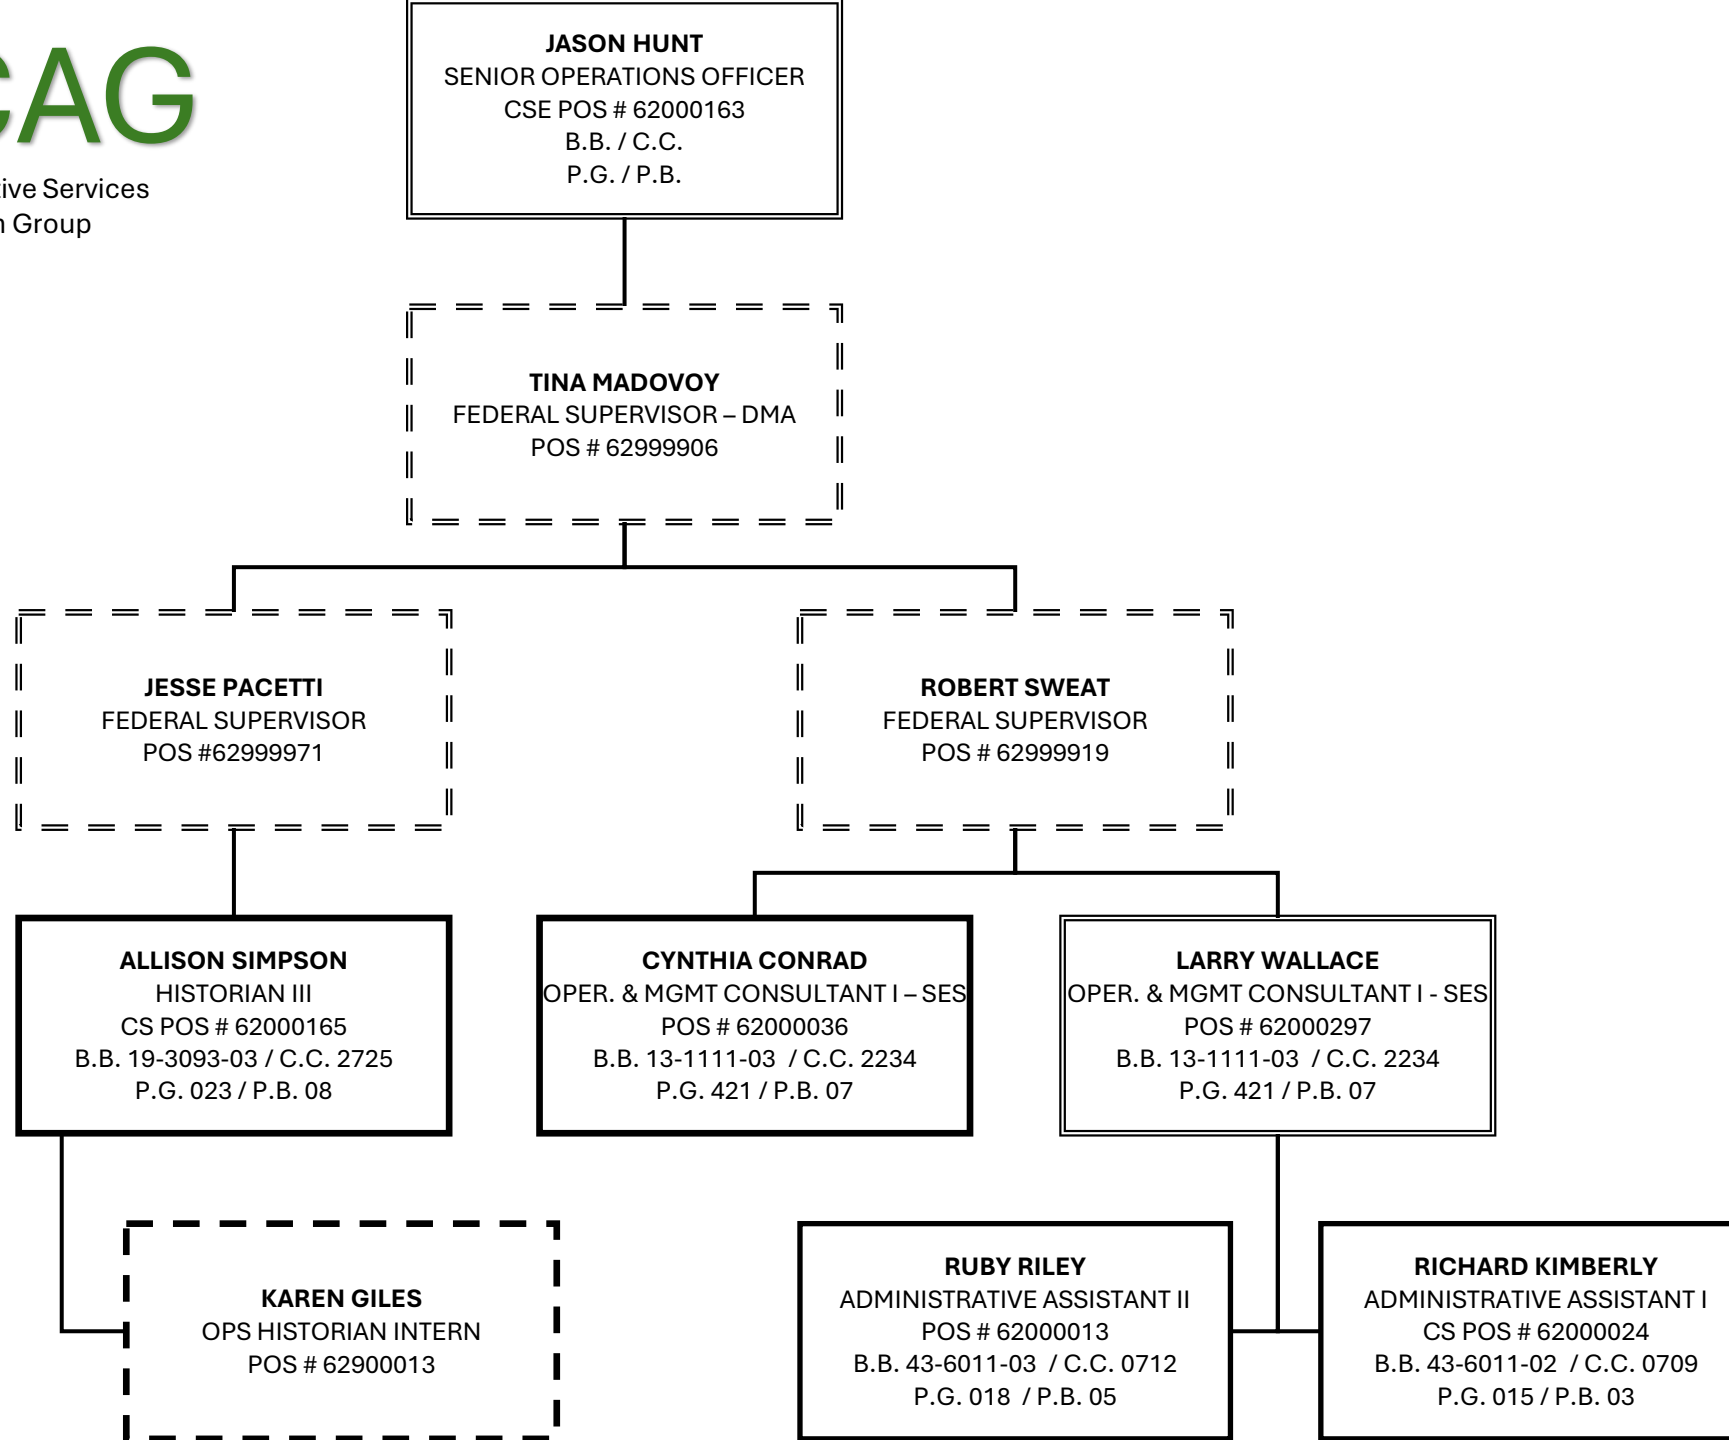 CAG
Services
Group
JASON HUNT
SENIOR OPERATIONS OFFICER
CSE POS # 62000163
B.B. / C.C.
P.G. / P.B.
TINA MADOVOY
FEDERAL SUPERVISOR – DMA
POS # 62999906
JESSE PACETTI
FEDERAL SUPERVISOR
POS #62999971
ROBERT SWEAT
FEDERAL SUPERVISOR
POS # 62999919
ALLISON SIMPSON
HISTORIAN III
CS POS # 62000165
B.B. 19-3093-03 / C.C. 2725
P.G. 023 / P.B. 08
CYNTHIA CONRAD
OPER. & MGMT CONSULTANT I – SES
POS # 62000036
B.B. 13-1111-03 / C.C. 2234
P.G. 421 / P.B. 07
LARRY WALLACE
OPER. & MGMT CONSULTANT I - SES
POS # 62000297
B.B. 13-1111-03 / C.C. 2234
P.G. 421 / P.B. 07
KAREN GILES
OPS HISTORIAN INTERN
POS # 62900013
RUBY RILEY
ADMINISTRATIVE ASSISTANT II
POS # 62000013
B.B. 43-6011-03 / C.C. 0712
P.G. 018 / P.B. 05
RICHARD KIMBERLY
ADMINISTRATIVE ASSISTANT I
CS POS # 62000024
B.B. 43-6011-02 / C.C. 0709
P.G. 015 / P.B. 03